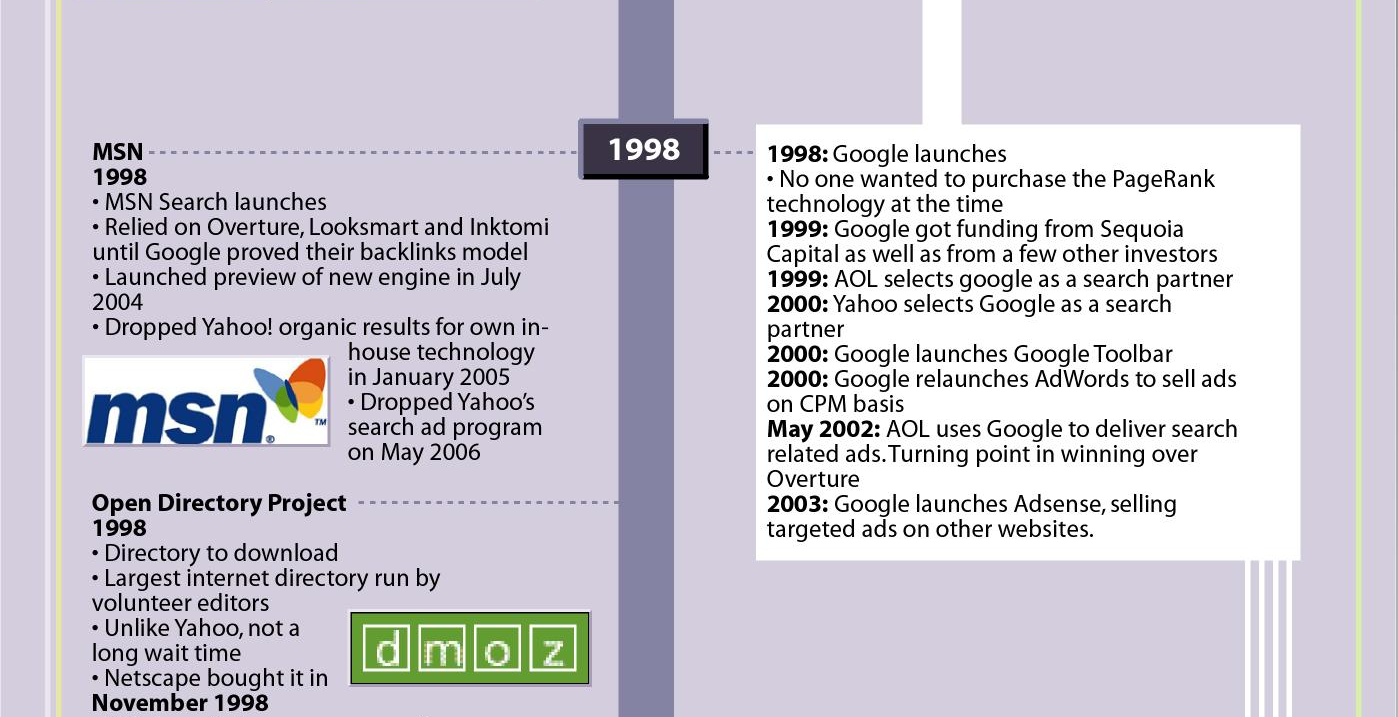 MSN
1998
• MSN Search launches
• Relied on Overture, Looksmart and Inktomi
until Google proved their backlinks model
• Launched preview of new engine in July
2004
• Dropped Yahoo! organic results for own in-
house technology
in January 2005
• Dropped Yahoo's
search ad program
on May 2006
msn® ™
Open Directory Project
1998
• Directory to download
• Largest internet directory run by
volunteer editors
• Unlike Yahoo, not a
long wait time
• Netscape bought it in
November 1998
dmoz
1998
1998: Google launches
• No one wanted to purchase the PageRank
technology at the time
1999: Google got funding from Sequoia
Capital as well as from a few other investors
1999: AOL selects google as a search partner
2000: Yahoo selects Google as a search
partner
2000: Google launches Google Toolbar
2000: Google relaunches AdWords to sell ads
on CPM basis
May 2002: AOL uses Google to deliver search
related ads. Turning point in winning over
Overture
2003: Google launches Adsense, selling
targeted ads on other websites.